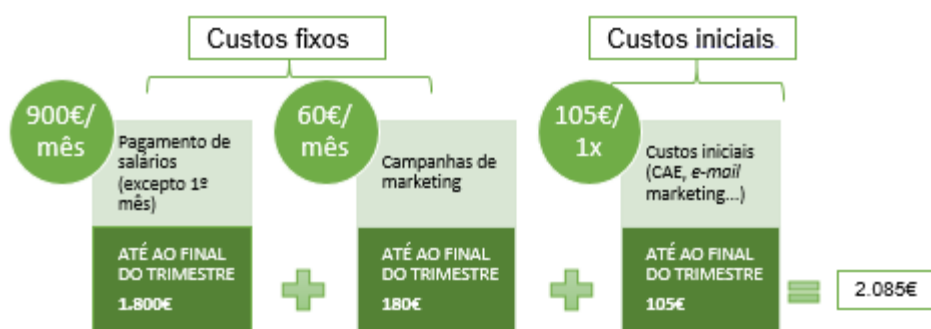 Custos fixos
Custos iniciais.
900€/
mês
Pagamento de
salários
(excepto 1º
mês)
ATÉ AO FINAL
DO TRIMESTRE
1.800€
60€/
mês
Campanhas de
marketing
ATÉ AO FINAL
DO TRIMESTRE
180€
105€/
1x
Custos iniciais
(CAE, e-mail
marketing...)
ATÉ AO FINAL
DO TRIMESTRE
105€
2.085€